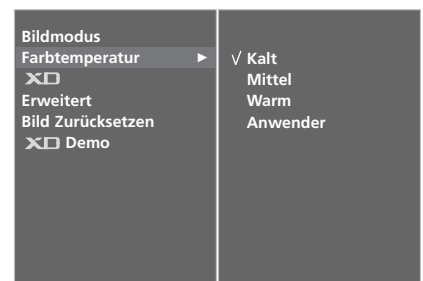 Bildmodus
Farbtemperatur ►
XD
Erweitert
Bild Zurücksetzen
XD Demo
√ Kalt
Mittel
Warm
Anwender